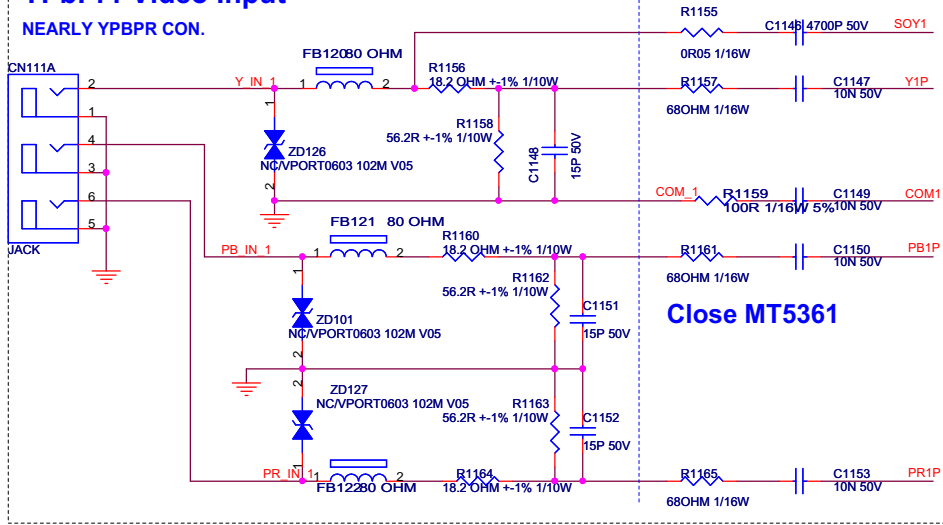 NEARLY YPBPR CON.
R1155
C1146 4700P 50V
SOY1
0R05 1/16W
FB120 80 OHM
CN111A
2
Y_IN_1
1
2
R1156
18.2 OHM +-1% 1/10W
R1157
68OHM 1/16W
C1147
10N 50V
Y1P
1
1
R1158
56.2R +-1% 1/10W
4
ZD126
NC/VPORT0603 102M V05
C1148
15P 50V
3
2
6
COM_1
R1159
100R 1/16W 5%
C1149
10N 50V
COM1
5
JACK
FB121 80 OHM
PB_IN_1
1
2
R1160
18.2 OHM +-1% 1/10W
R1161
68OHM 1/16W
C1150
10N 50V
PB1P
1
R1162
56.2R +-1% 1/10W
C1151
15P 50V
ZD101
NC/VPORT0603 102M V05
Close MT5361
2
2
ZD127
NC/VPORT0603 102M V05
R1163
56.2R +-1% 1/10W
C1152
15P 50V
1
PR_IN_1
1
2
FB122 80 OHM
R1164
18.2 OHM +-1% 1/10W
R1165
68OHM 1/16W
C1153
10N 50V
PR1P